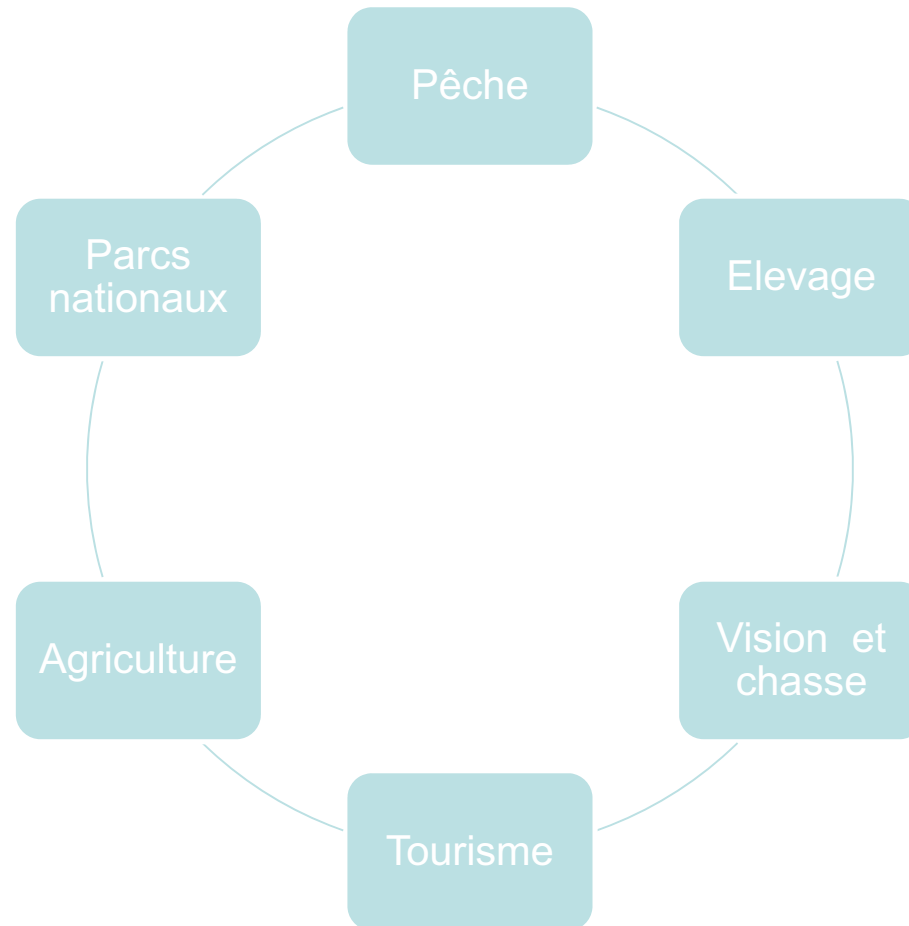 Pêche
Elevage
Vision et
chasse
Tourisme
Agriculture
Parcs
nationaux